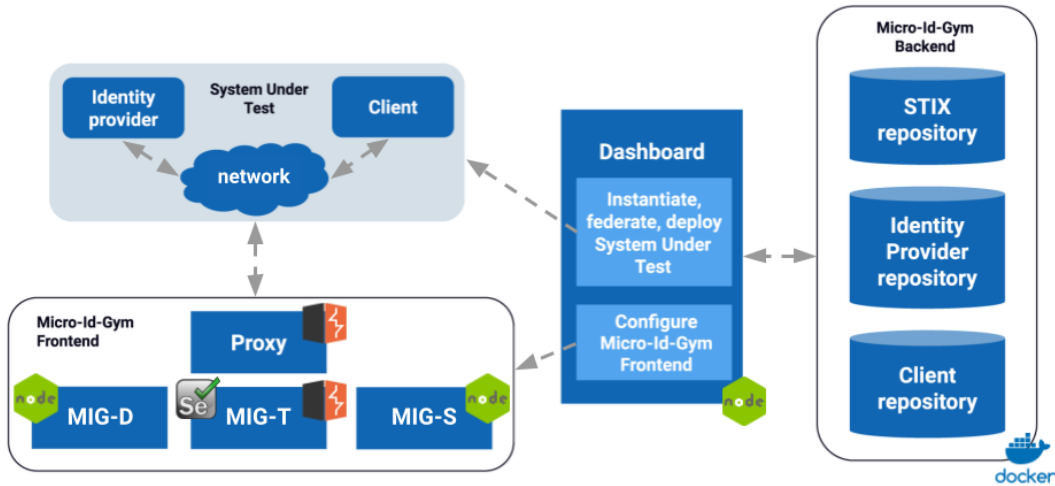 Micro-Id-Gym
Backend
STIX
repository
Identity
Provider
repository
Client
repository
docker
System Under
Test
Identity
provider
Client
network
Dashboard
Instantiate,
federate, deploy
System Under
Test
Configure
Micro-Id-Gym
Frontend
node
Micro-Id-Gym
Frontend
Proxy
node
MIG-D
Se
MIG-T
MIG-S
node